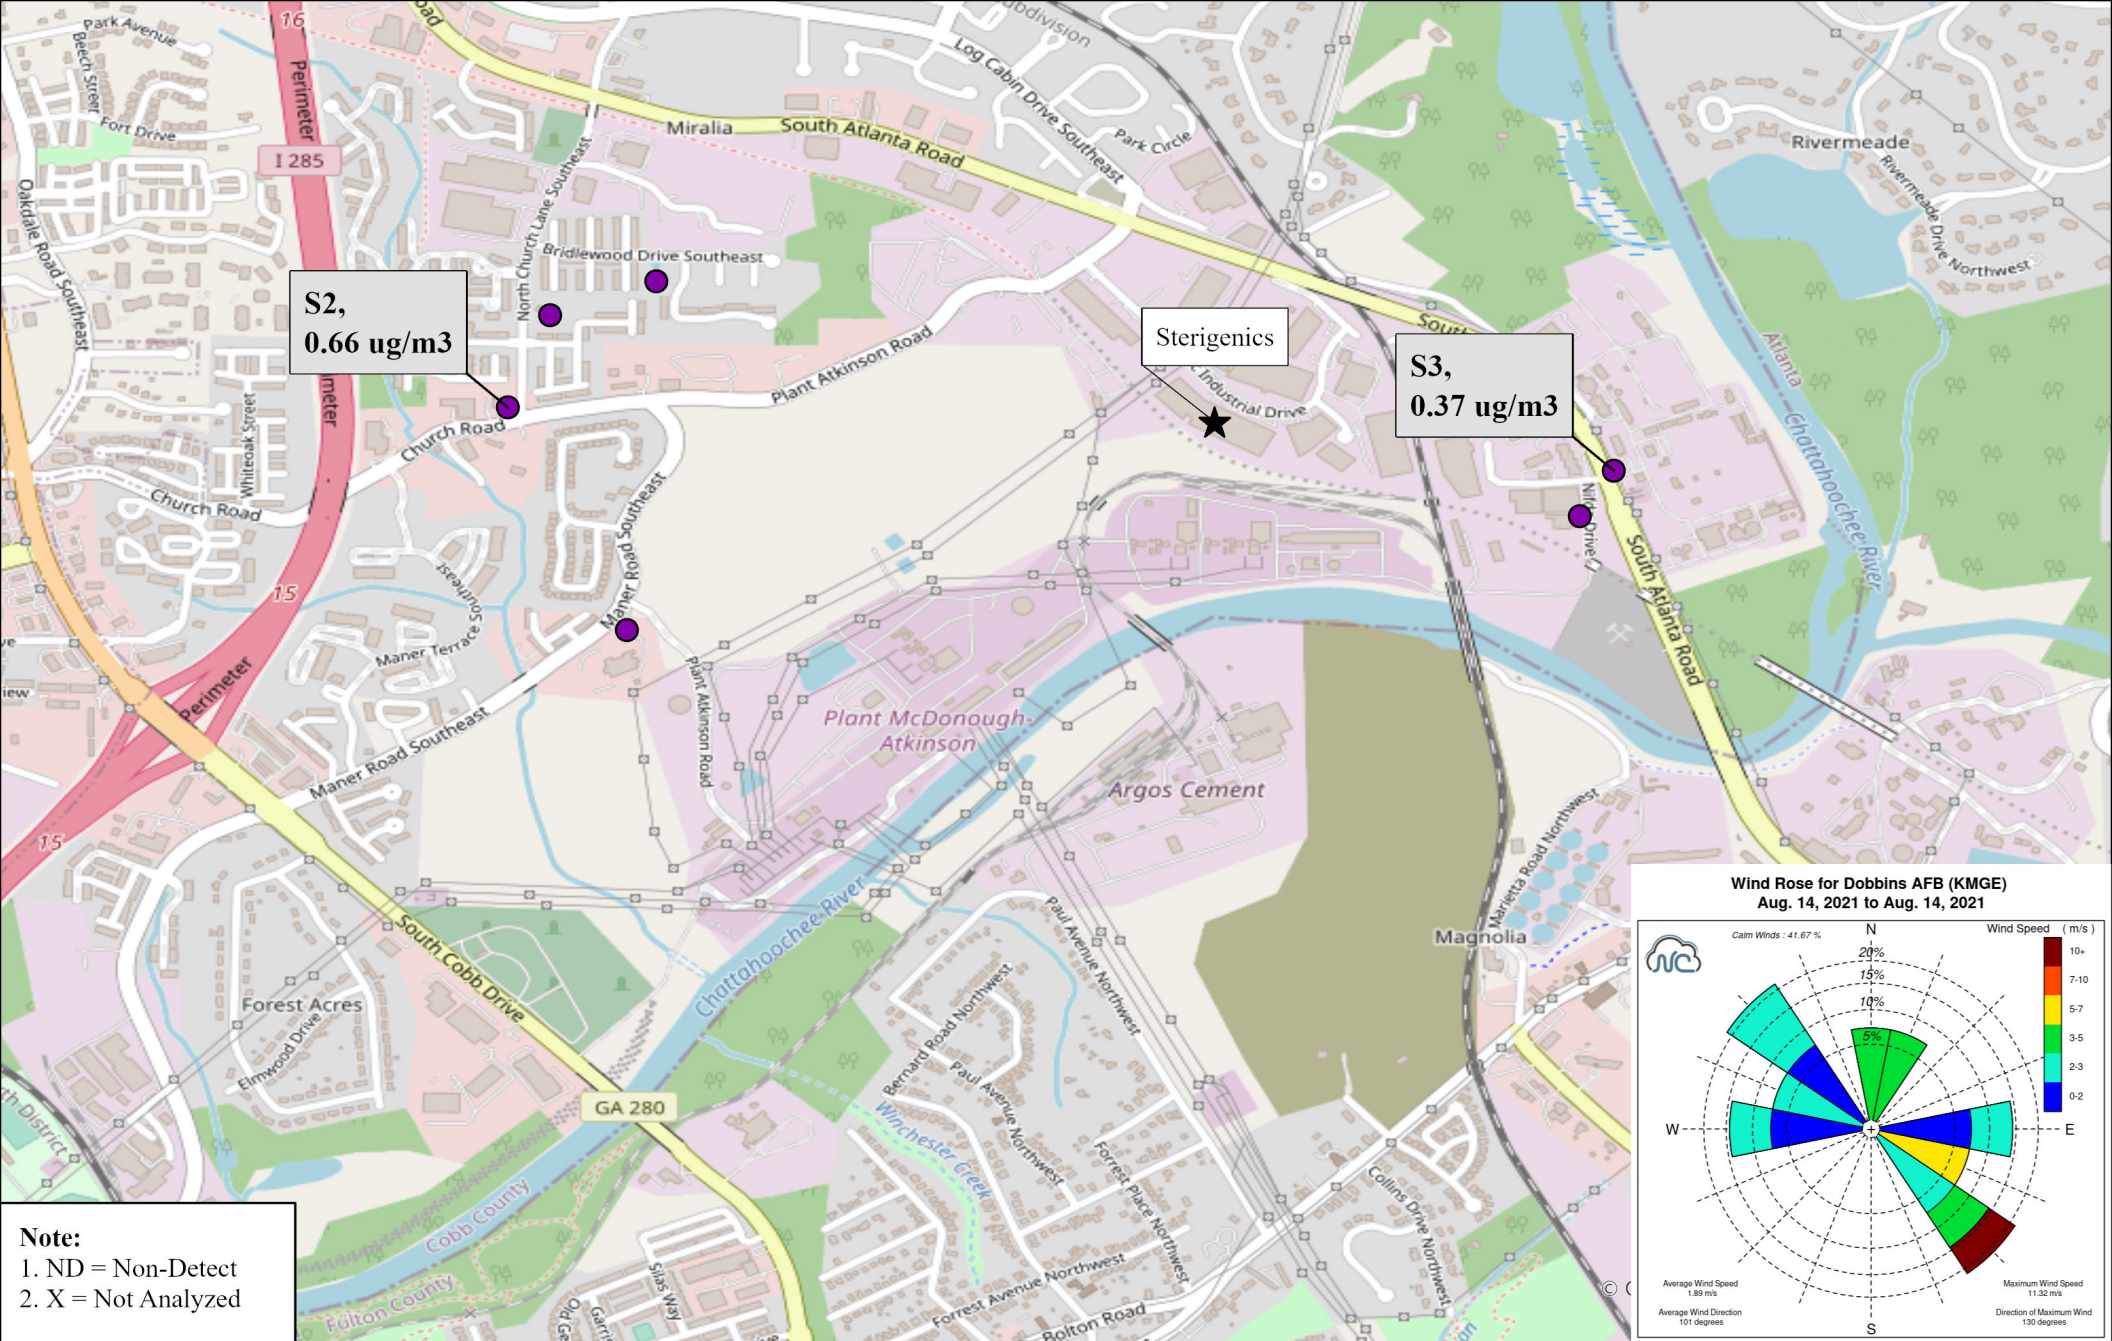 16
Park Avenue
Beech Street
Perimeter
Fort Drive
I 285
Oakdale Road Southeast
Miralia
South Atlanta Road
Log Cabin Drive Southeast
Park Circle
Rivermeade
Rivermeade Drive Northwest
North Church Lane Southeast
Bridlewood Drive Southeast
S2,
0.66 ug/m3
Sterigenics
Industrial Drive
South
S3,
0.37 ug/m3
Atlanta
Chattahoochee River
Plant Atkinson Road
Church Road
Whiteoak Street
Church Road
Maner Road Southeast
Drive
South Atlanta Road
15
Maner Terrace Southeast
Perimeter
Plant Atkinson Road
Plant McDonough-
Atkinson
Argos Cement
Maner Road Southeast
15
Marietta Road Northwest
Magnolia
South Cobb Drive
Chattahoochee River
Paul Avenue Northwest
Forest Acres
Elmwood Drive
Bernard Road Northwest
Paul Avenue Northwest
GA 280
Winchester Creek
Forrest Place Northwest
Collins Drive Northwest
Cobb County
Fulton County
Silas Way
Forrest Avenue Northwest
Bolton Road
Note:
1. ND = Non-Detect
2. X = Not Analyzed
Wind Rose for Dobbins AFB (KMGE)
Aug. 14, 2021 to Aug. 14, 2021
Calm Winds : 41.67 %
N
Wind Speed ( m/s )
NC
20%
15%
10%
5%
10+
7-10
5-7
3-5
2-3
0-2
W
E
S
Average Wind Speed
1.89 m/s
Average Wind Direction
101 degrees
Maximum Wind Speed
11.32 m/s
Direction of Maximum Wind
130 degrees